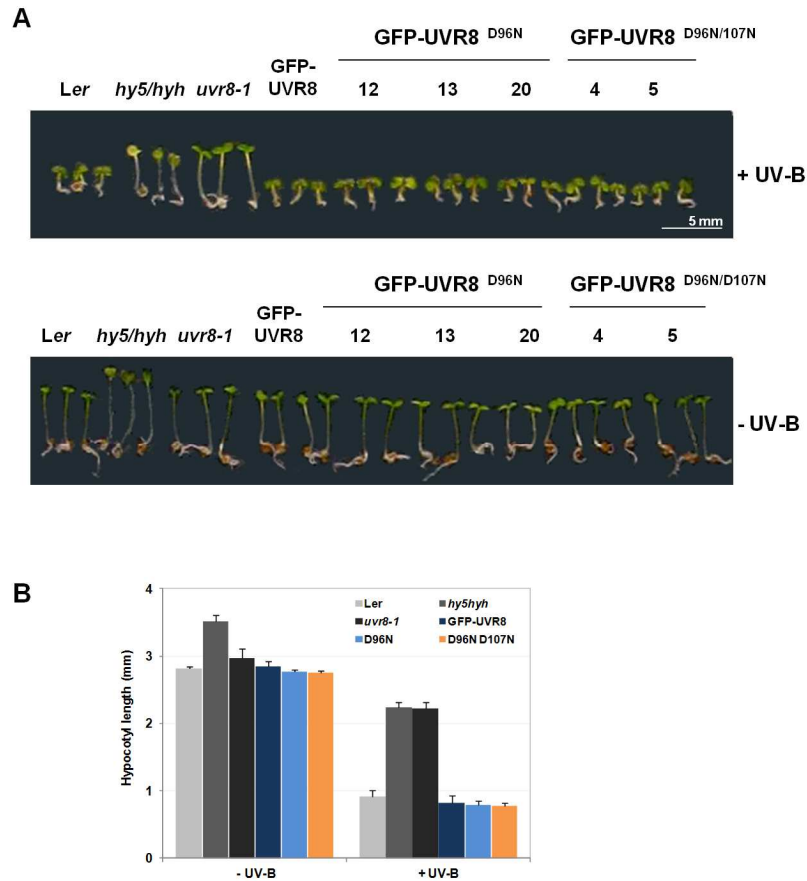 A
GFP-UVR8 D96N GFP-UVR8 D96N/107N
Ler hy5/hyh uvr8-1 GFP-UVR8 12 13 20 4 5
+ UV-B
5 mm
GFP-UVR8 D96N GFP-UVR8 D96N/D107N
Ler hy5/hyh uvr8-1 GFP-UVR8 12 13 20 4 5
- UV-B
B
Hypocotyl length (mm)
4
3
2
1
0
Ler hy5hyh
uvr8-1 GFP-UVR8
D96N D96N D107N
- UV-B + UV-B